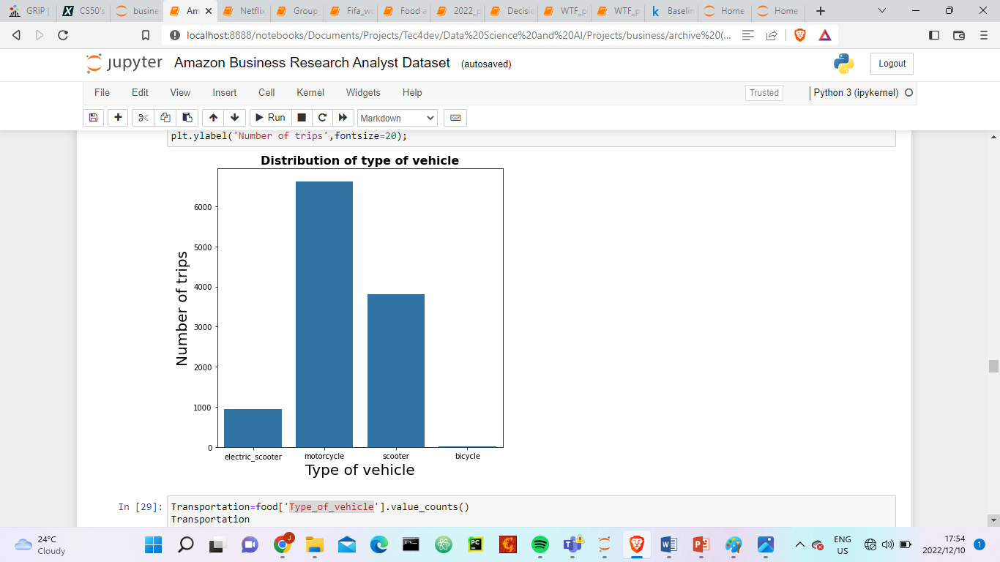 GRIP |
CS50's
busine
Am
Netflix
Group_
Fifa_wo
Food a
2022_p
Decisic
WTF_p
WTF_p
Baselin
Home
Home
localhost:8888/notebooks/Documents/Projects/Tec4dev/Data%20Science%20and%20AI/Projects/business/archive%20(...
jupyter Amazon Business Research Analyst Dataset (autosaved)
Logout
File Edit View Insert Cell Kernel Widgets Help
Trusted
Python 3 (ipykernel)
Run
Markdown
plt.ylabel('Number of trips',fontsize=20);
Distribution of type of vehicle
6000
5000
4000
3000
2000
1000
0
Number of trips
electric_scooter motorcycle scooter bicycle
Type of vehicle
In [29]: Transportation=food['Type_of_vehicle'].value_counts()
Transportation
24°C
Cloudy
ENG
US
17:54
2022/12/10
1